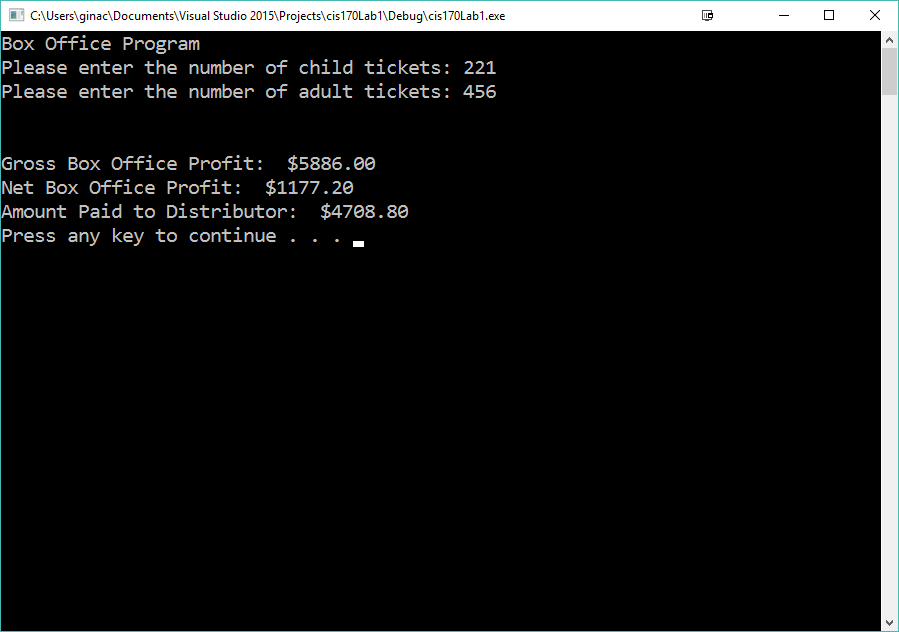 C:\Users\ginac\Documents\Visual Studio 2015\Projects\cis170Lab1\Debug\cis170Lab1.exe
Box Office Program
Please enter the number of child tickets: 221
Please enter the number of adult tickets: 456
Gross Box Office Profit:  $5886.00
Net Box Office Profit:  $1177.20
Amount Paid to Distributor:  $4708.80
Press any key to continue . . .